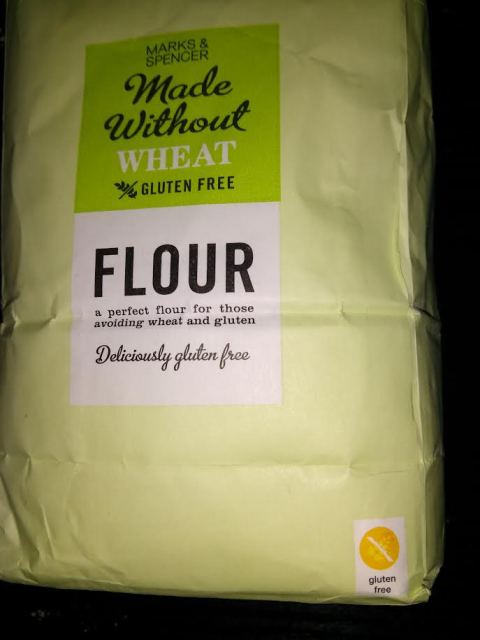 MARKS &
SPENCER
Made
Without
WHEAT
GLUTEN FREE
FLOUR
a perfect flour for those
avoiding wheat and gluten
Deliciously gluten free
gluten
free